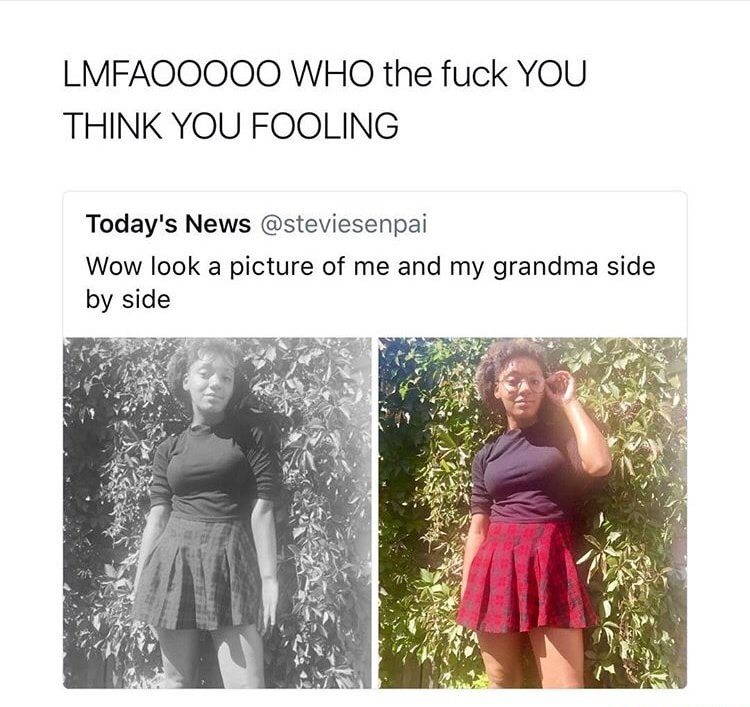 LMFAOOOOO WHO the fuck YOU
THINK YOU FOOLING
Today's News @steviesenpai
Wow look a picture of me and my grandma side
by side